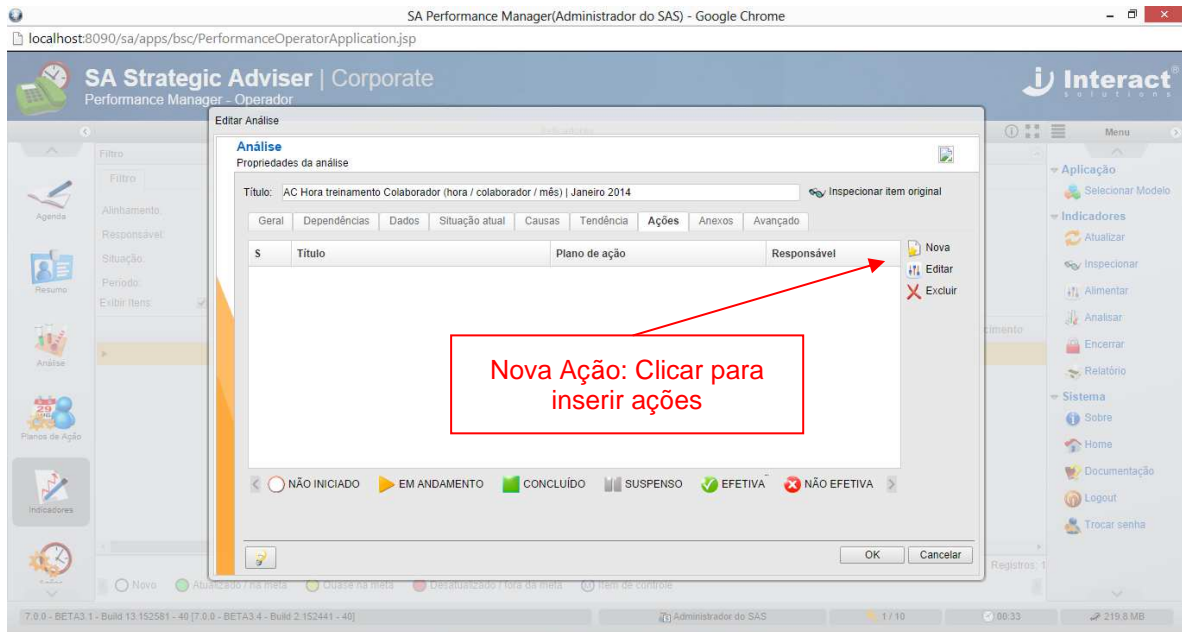 SA Performance Manager(Administrador do SAS) - Google Chrome
localhost:8090/sa/apps/bsc/PerformanceOperatorApplication.jsp
SA Strategic Adviser | Corporate
Performance Manager - Operador
Interact
solutions
Editar Análise
Menu
Análise
Propriedades da análise
Título: AC Hora treinamento Colaborador (hora / colaborador / mês) | Janeiro 2014
Inspecionar item original
Geral Dependências Dados Situação atual Causas Tendência Ações Anexos Avançado
S Título Plano de ação Responsável
Nova
Editar
Excluir
Nova Ação: Clicar para
inserir ações
NÃO INICIADO EM ANDAMENTO CONCLUÍDO SUSPENSO EFETIVA NÃO EFETIVA
OK Cancelar
Agenda
Resumo
Análise
Planos de Ação
Indicadores
Filtro
Filtro
Alinhamento:
Responsável:
Situação:
Período:
Exibir Itens:
Aplicação
Selecionar Modelo
Indicadores
Atualizar
Inspecionar
Alimentar
Analisar
Encerrar
Relatório
Sistema
Sobre
Home
Documentação
Logout
Trocar senha
Registros: 1
Novo Atualizado / na meta Quase na meta Desatualizado / fora da meta Item de controle
7.0.0 - BETA3.1 - Build 13.152581 - 40 [7.0.0 - BETA3.4 - Build 2.152441 - 40] Administrador do SAS 1 / 10 00:33 219.8 MB